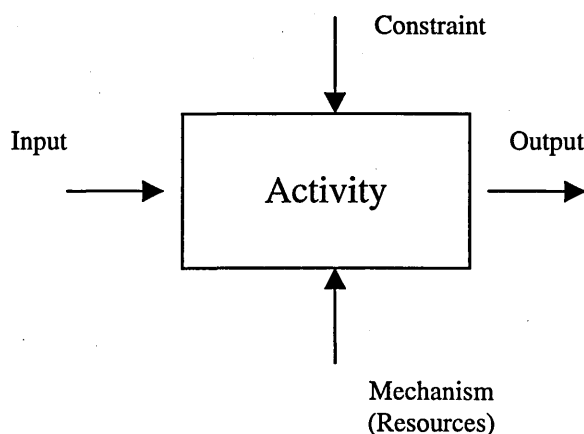 Constraint
Input
Output
Activity
Mechanism
(Resources)